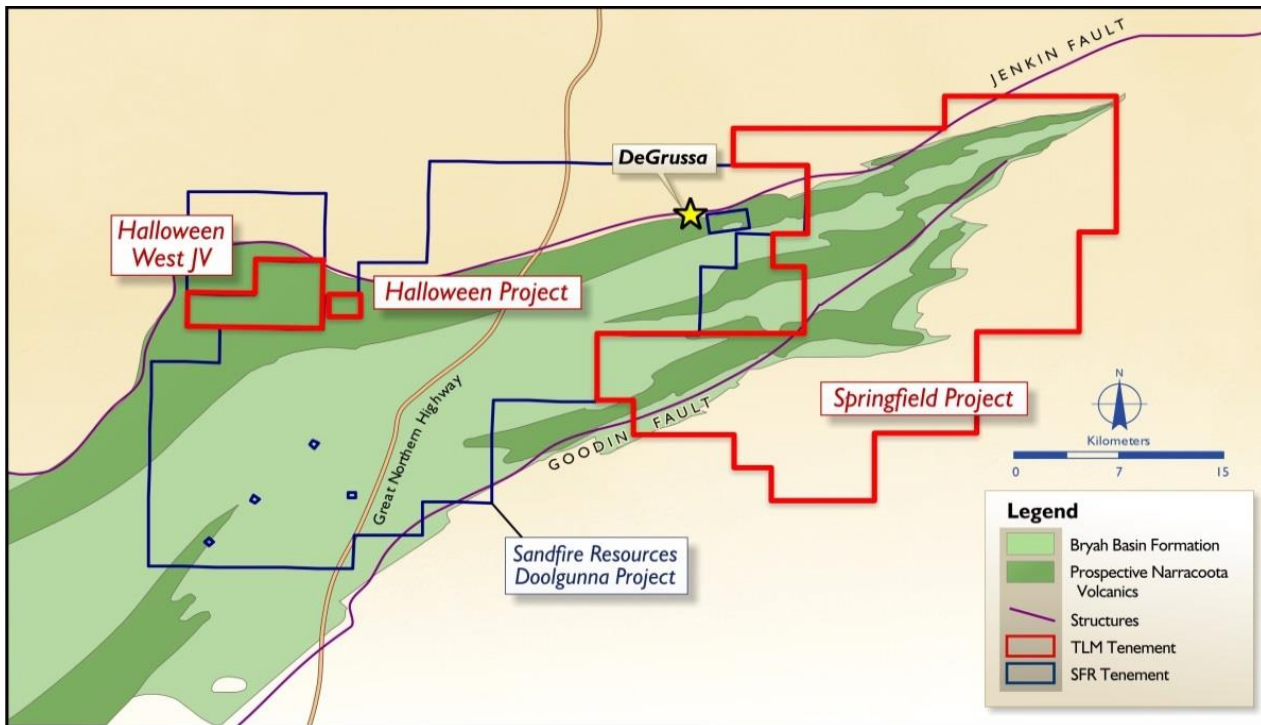 JENKIN FAULT
DeGrussa
Halloween
West JV
Halloween Project
Great Northern Highway
GOODIN FAULT
Springfield Project
N
Kilometers
0 7 15
Sandfire Resources
Doolgunna Project
Legend
Bryah Basin Formation
Prospective Narracoota
Volcanics
Structures
TLM Tenement
SFR Tenement